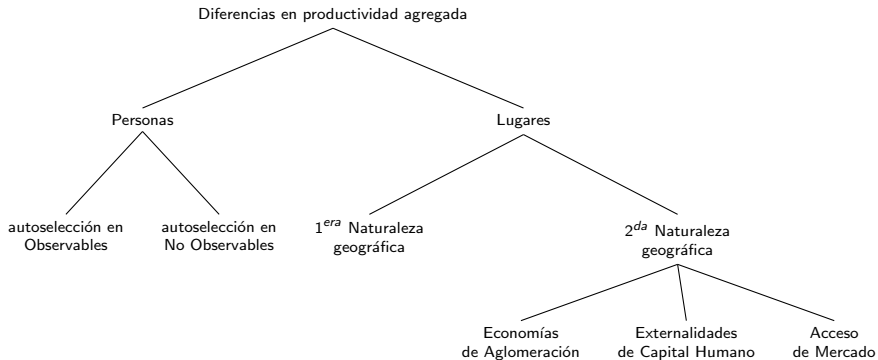 Diferencias en productividad agregada
Personas
Lugares
autoselección en
Observables
autoselección en
No Observables
1era Naturaleza
geográfica
2da Naturaleza
geográfica
Economías
de Aglomeración
Externalidades
de Capital Humano
Acceso
de Mercado